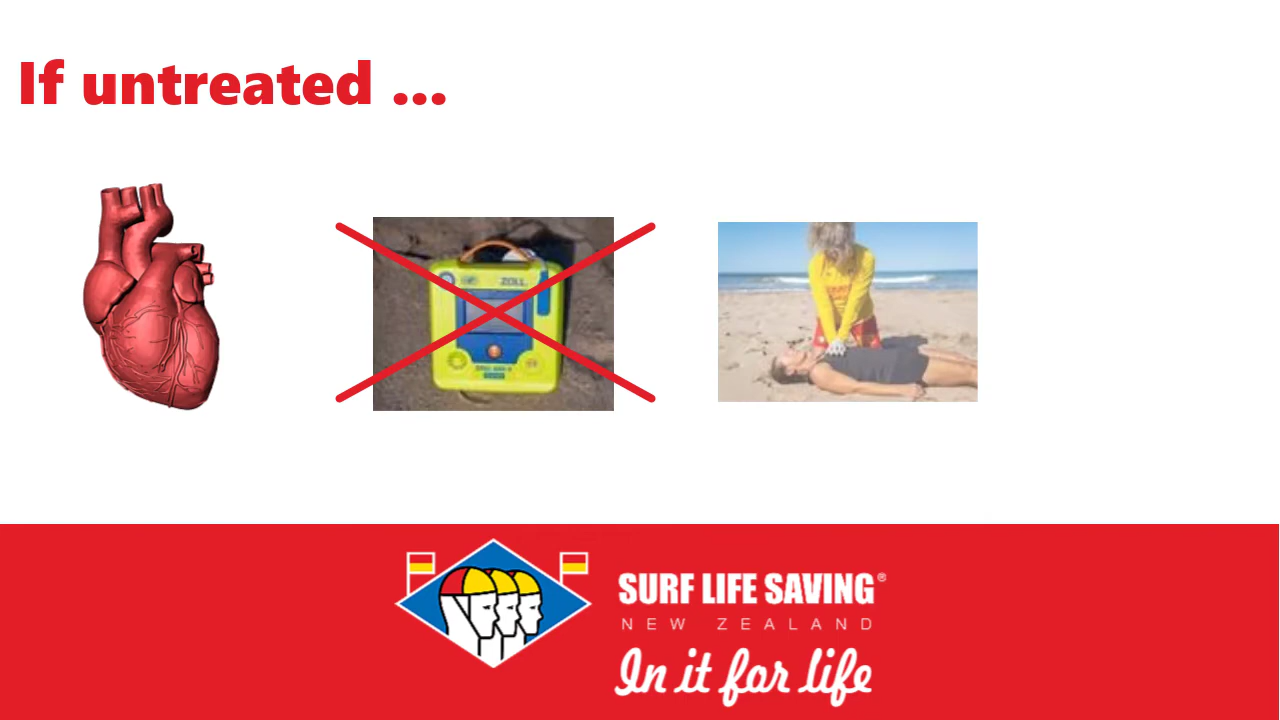 If untreated ...
ZOLL
SURF LIFE SAVING®
NEW ZEALAND
In it for life